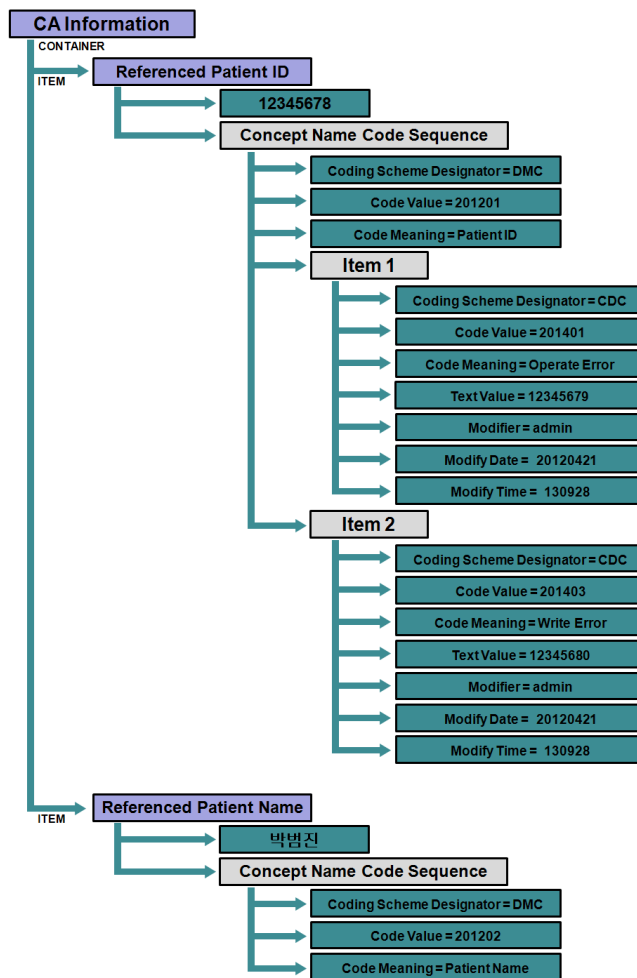 CA Information
CONTAINER
ITEM
Referenced Patient ID
12345678
Concept Name Code Sequence
Coding Scheme Designator = DMC
Code Value = 201201
Code Meaning = Patient ID
Item 1
Coding Scheme Designator = CDC
Code Value = 201401
Code Meaning = Operate Error
Text Value = 12345679
Modifier = admin
Modify Date = 20120421
Modify Time = 130928
Item 2
Coding Scheme Designator = CDC
Code Value = 201403
Code Meaning = Write Error
Text Value = 12345680
Modifier = admin
Modify Date = 20120421
Modify Time = 130928
Referenced Patient Name
ITEM
박범진
Concept Name Code Sequence
Coding Scheme Designator = DMC
Code Value = 201202
Code Meaning = Patient Name